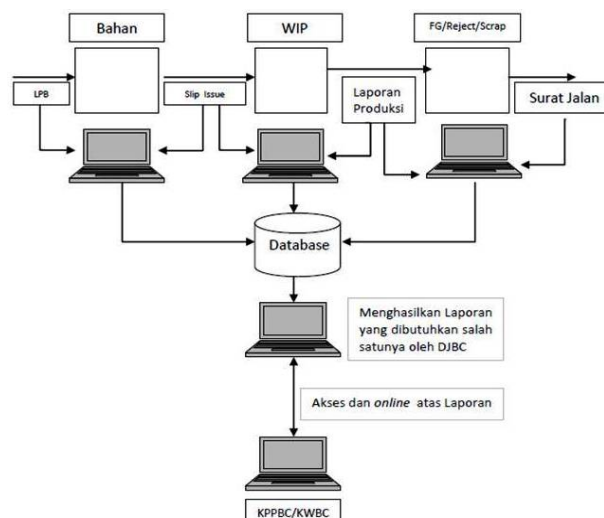 Bahan
WIP
FG/Reject/Scrap
LPB
Slip Issue
Laporan
Produksi
Surat Jalan
Database
Menghasilkan Laporan
yang dibutuhkan salah
satunya oleh DJBC
Akses dan online atas Laporan
KPPBC/KWBC